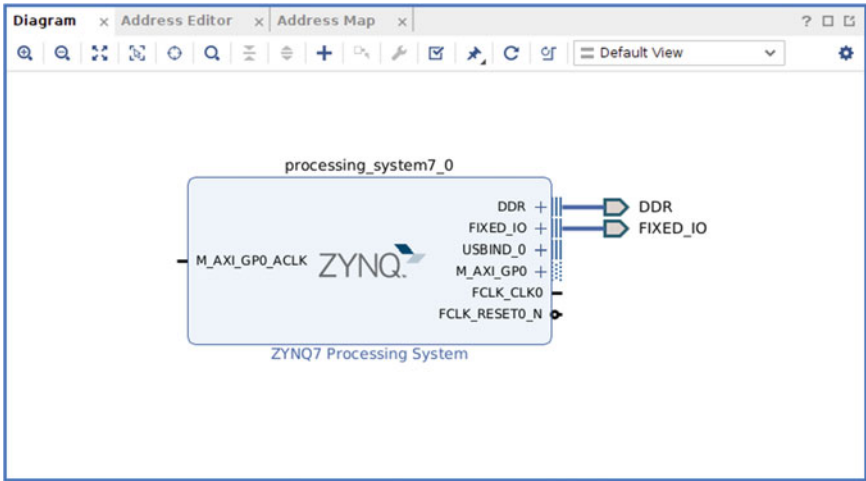 Diagram × Address Editor × Address Map × ?
Default View
processing_system7_0
DDR DDR
FIXED_IO FIXED_IO
USBIND_0
M_AXI_GP0_ACLK ZYNQ. M_AXI_GP0
FCLK_CLK0
FCLK_RESET0_N
ZYNQ7 Processing System